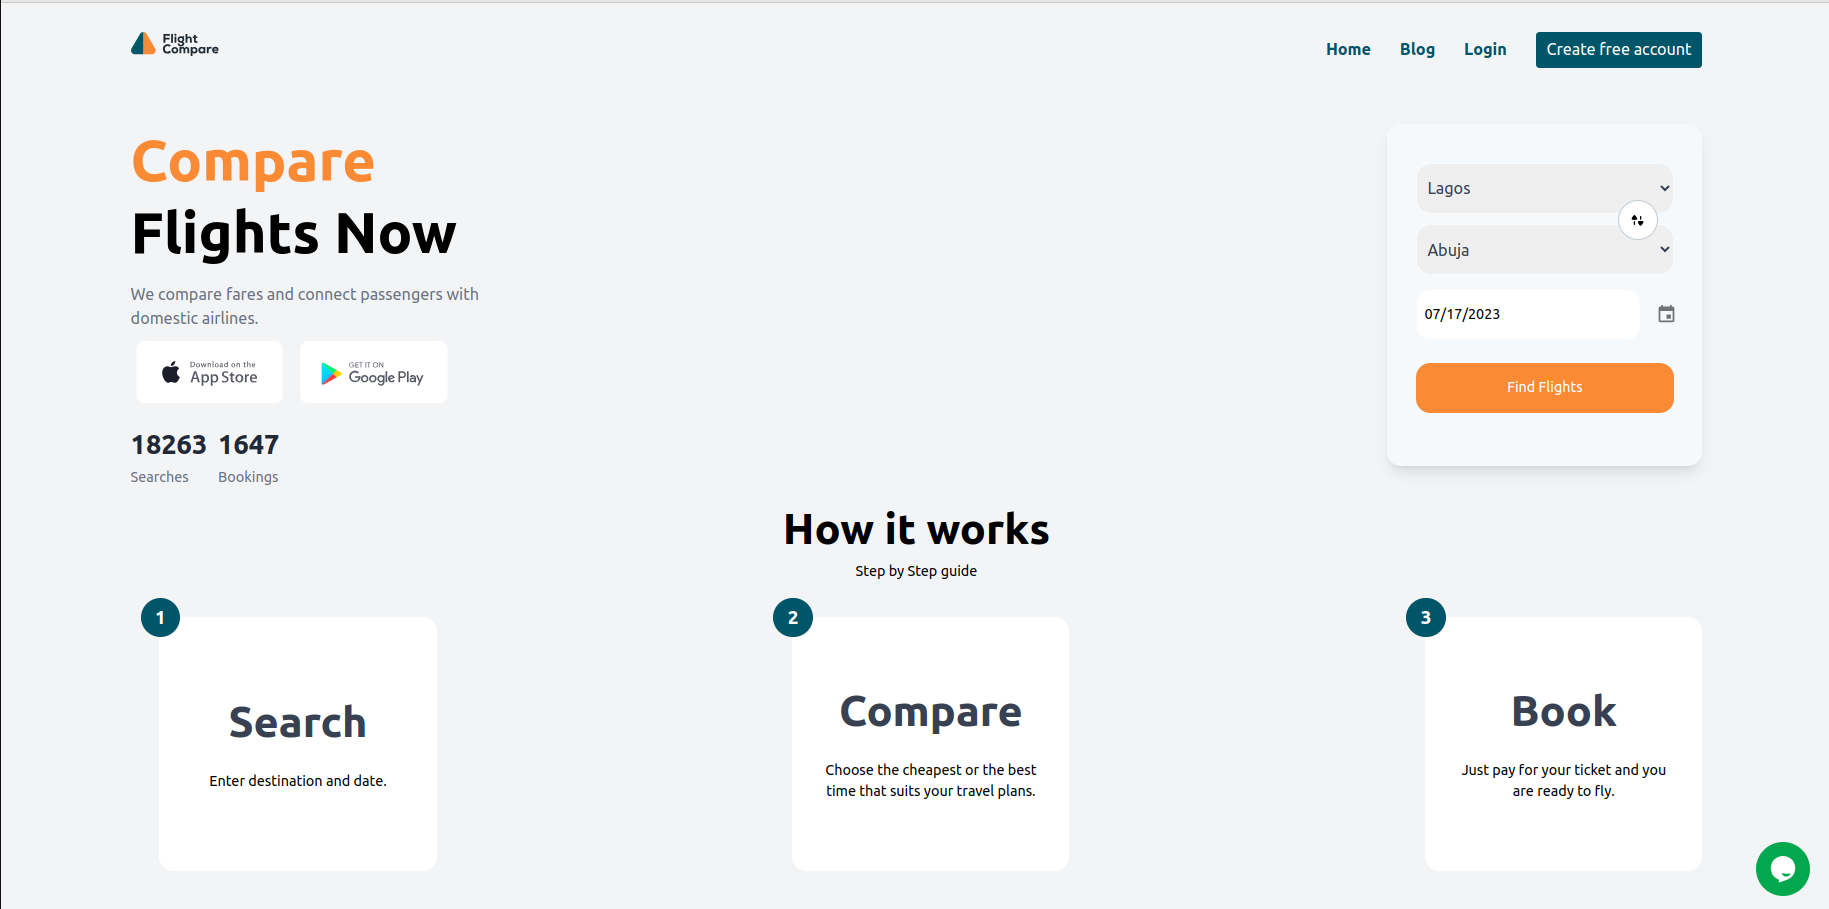 Flight
Compare
Home
Blog
Login
Create free account
Compare
Flights Now
We compare fares and connect passengers with
domestic airlines.
Download on the
App Store
GET IT ON
Google Play
18263
1647
Searches
Bookings
Lagos
Abuja
07/17/2023
Find Flights
How it works
Step by Step guide
1
Search
Enter destination and date.
2
Compare
Choose the cheapest or the best
time that suits your travel plans.
3
Book
Just pay for your ticket and you
are ready to fly.